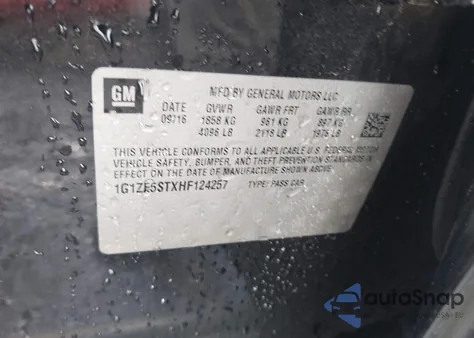 GM
MFD BY GENERAL MOTORS LLC
DATE GVWR GAWR FRT GAWR RR
09/16 1858 KG 961 KG 897 KG
4096 LB 2118 LB 1978 LB
THIS VEHICLE CONFORMS TO ALL APPLICABLE U.S. FEDERAL MOTOR
VEHICLE SAFETY, BUMPER, AND THEFT PREVENTION STANDARDS IN
EFFECT ON THE DATE OF MANUFACTURE SHOWN ABOVE.
1G1ZE5STXHF124257 TYPE: PASS CAR
autoSnap